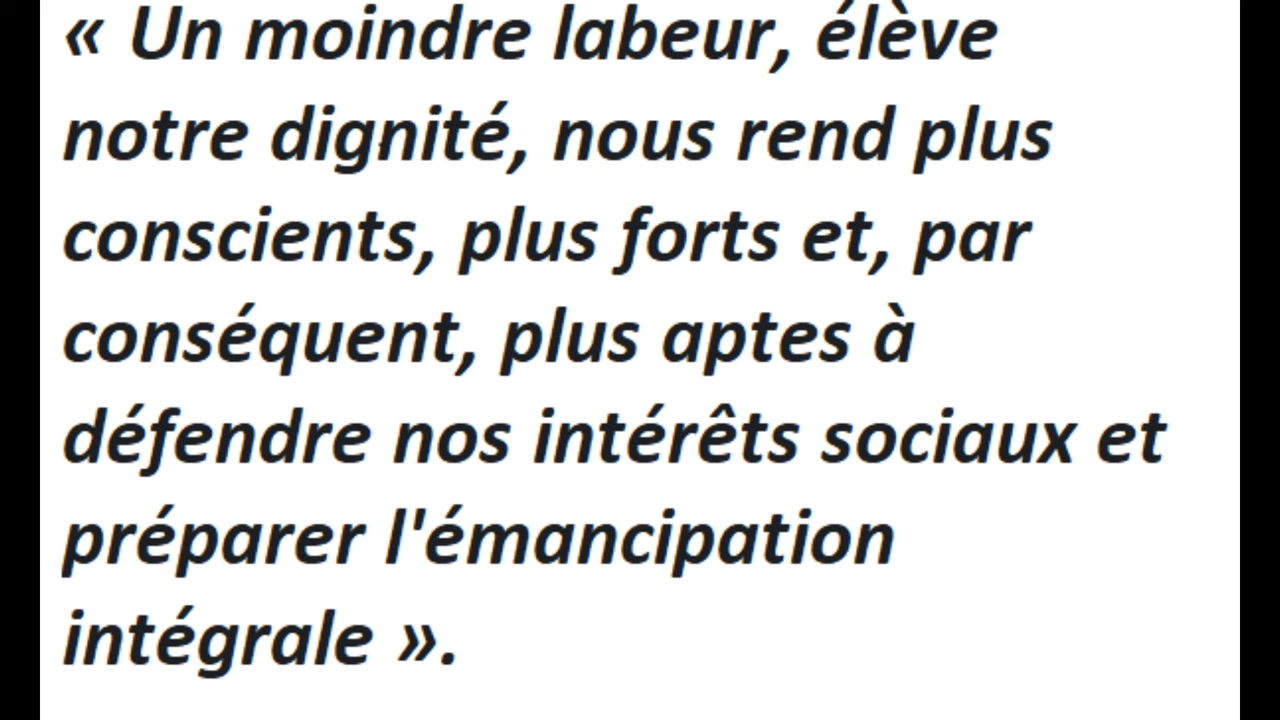 « Un moindre labeur, élève
notre dignité, nous rend plus
conscients, plus forts et, par
conséquent, plus aptes à
défendre nos intérêts sociaux et
préparer l'émancipation
intégrale ».